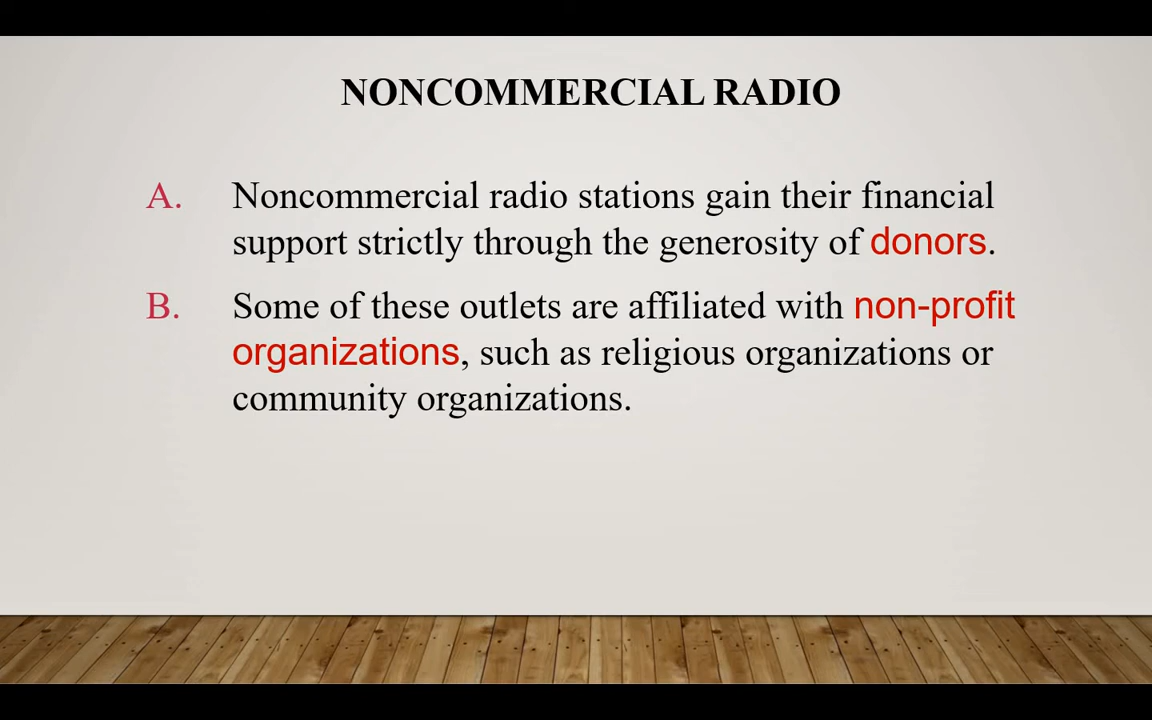 NONCOMMERCIAL RADIO
A. Noncommercial radio stations gain their financial
support strictly through the generosity of donors.
B. Some of these outlets are affiliated with non-profit
organizations, such as religious organizations or
community organizations.